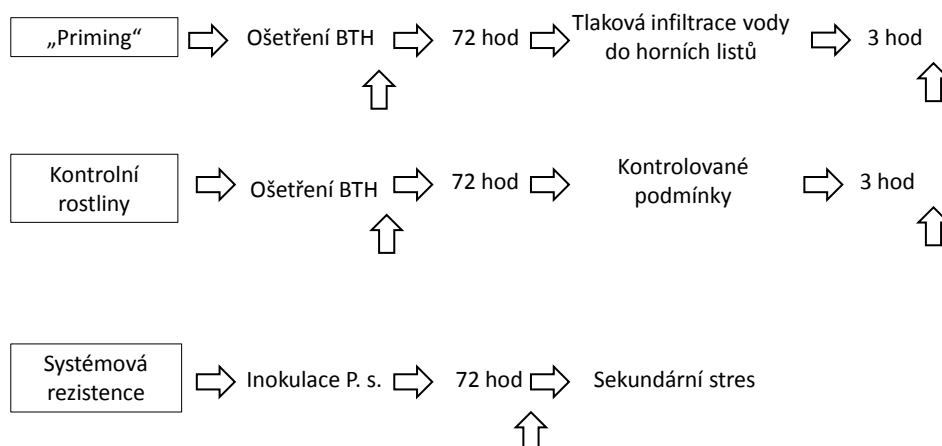 „Priming“
Ošetření BTH
72 hod
Tlaková infiltrace vody
do horních listů
3 hod
Kontrolní
rostliny
Ošetření BTH
72 hod
Kontrolované
podmínky
3 hod
Systémová
rezistence
Inokulace P. s.
72 hod
Sekundární stres